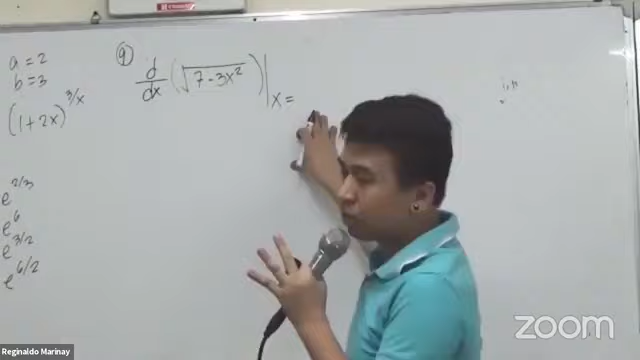 a = 2
b = 3
(1 + 2x)^{3/x}
e^{2/3}
e^6
e^{3/2}
e^{6/2}
9) d/dx (√(7 - 3x²))|x =
zoom
Reginaldo Marinay